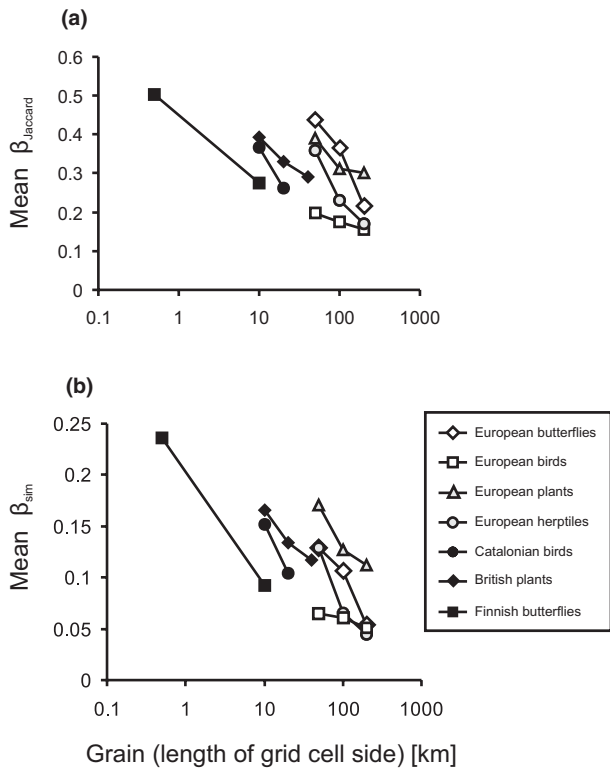 (a)
0.6
0.5
0.4
0.3
0.2
0.1
0
Mean βJaccard
0.1 1 10 100 1000
(b)
0.25
0.2
0.15
0.1
0.05
0
Mean βsim
0.1 1 10 100 1000
Grain (length of grid cell side) [km]
European butterflies
European birds
European plants
European herptiles
Catalonian birds
British plants
Finnish butterflies